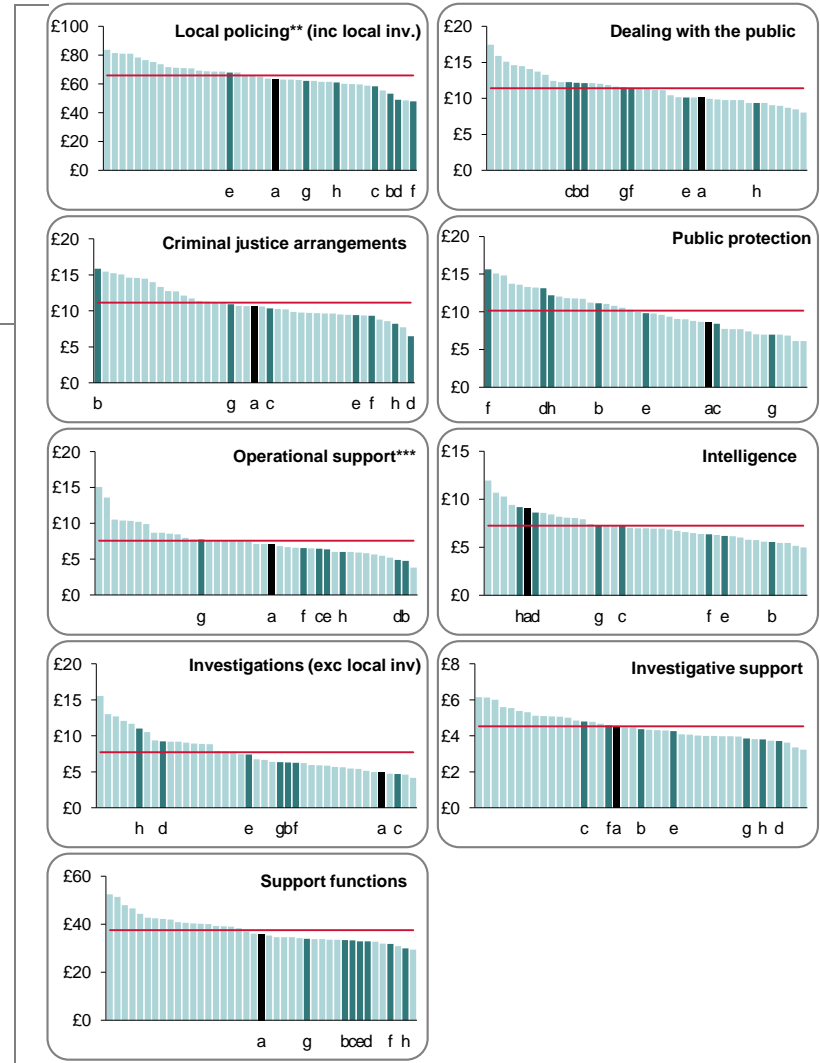 Local policing** (inc local inv.)
£100
£80
£60
£40
£20
£0
e a g h c bd f
Dealing with the public
£20
£15
£10
£5
£0
cbd gf e a h
Criminal justice arrangements
£20
£15
£10
£5
£0
b g a c e f h d
Public protection
£20
£15
£10
£5
£0
f dh b e ac g
Operational support***
£20
£15
£10
£5
£0
g a f ce h db
Intelligence
£15
£10
£5
£0
had g c f e b
Investigations (exc local inv)
£20
£15
£10
£5
£0
h d e gbf a c
Investigative support
£8
£6
£4
£2
£0
c fa b e g h d
Support functions
£60
£40
£20
£0
a g bced f h